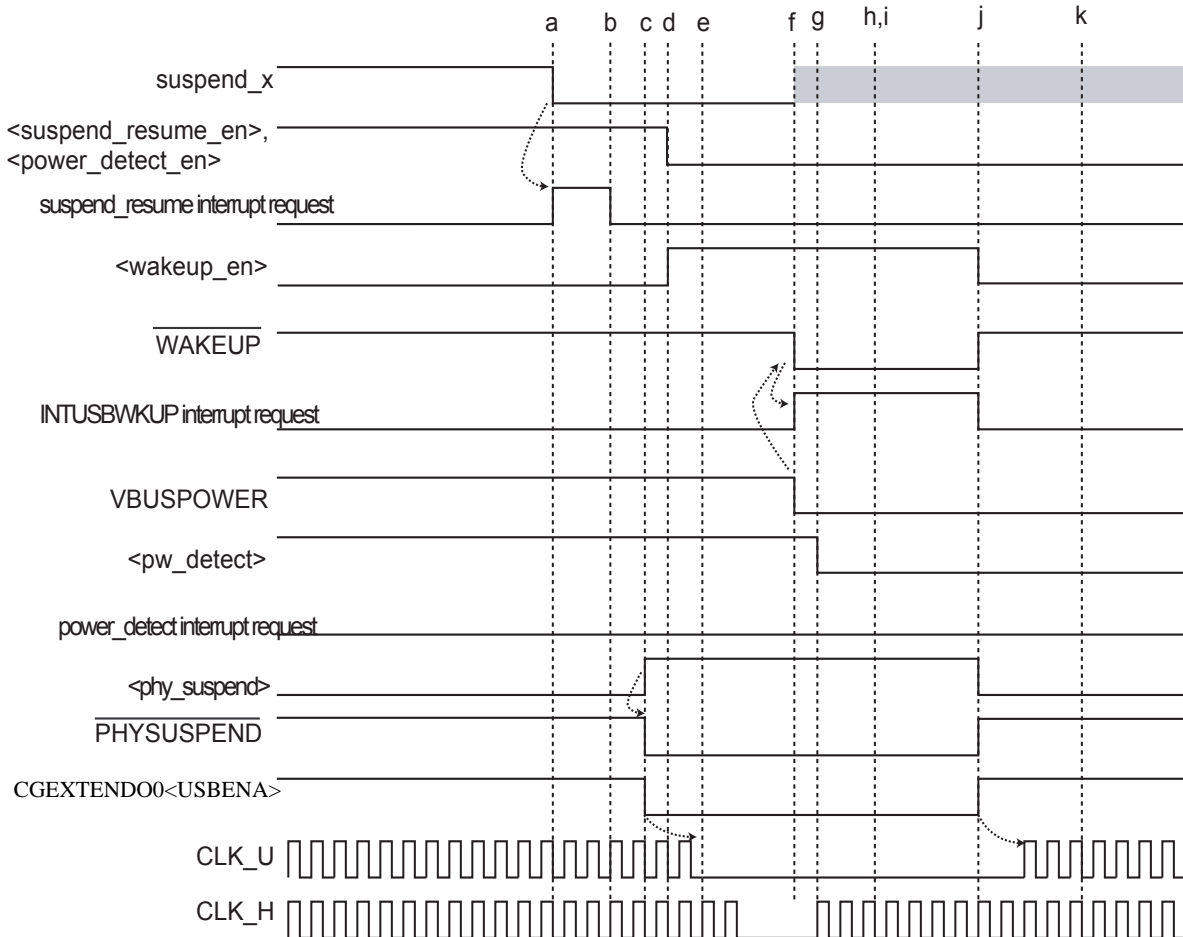 a b c d e f g h,i j k
suspend_x
<suspend_resume_en>,
<power_detect_en>
suspend_resume interrupt request
<wakeup_en>
WAKEUP
INTUSBWKUP interrupt request
VBUSPOWER
<pw_detect>
power_detect interrupt request
<phy_suspend>
PHYSUSPEND
CGEXTENDO0<USBENA>
CLK_U
CLK_H